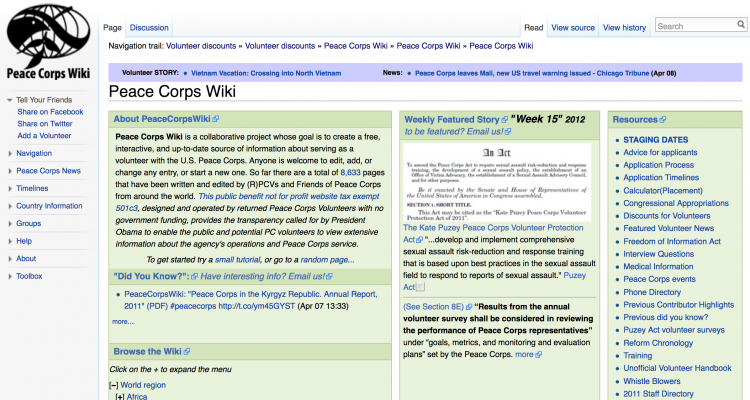 Peace Corps Wiki
Page Discussion
Read View source View history Search
Navigation trail: Volunteer discounts » Volunteer discounts » Peace Corps Wiki » Peace Corps Wiki » Peace Corps Wiki
Volunteer STORY: • Vietnam Vacation: Crossing into North Vietnam
News: • Peace Corps leaves Mali, new US travel warning issued - Chicago Tribune (Apr 08)
Peace Corps Wiki
Tell Your Friends
Share on Facebook
Share on Twitter
Add a Volunteer
Navigation
Peace Corps News
Timelines
Country Information
Groups
Help
About
Toolbox
About PeaceCorpsWiki
Peace Corps Wiki is a collaborative project whose goal is to create a free,
interactive, and up-to-date source of information about serving as a
volunteer with the U.S. Peace Corps. Anyone is welcome to edit, add, or
change any entry, or start a new one. So far there are a total of 8,633 pages
that have been written and edited by (R)PCVs and Friends of Peace Corps
from around the world. This public benefit not for profit website tax exempt
501c3, designed and operated by returned Peace Corps Volunteers with no
government funding, provides the transparency called for by President
Obama to enable the public and potential PC volunteers to view extensive
information about the agency's operations and Peace Corps service.
To get started try a small tutorial, or go to a random page...
"Did You Know?": Have interesting info? Email us!
• PeaceCorpsWiki: "Peace Corps in the Kyrgyz Republic. Annual Report,
2011" (PDF) #peacecorps http://t.co/ym45GYST (Apr 07 13:33)
more....
Browse the Wiki
Click on the + to expand the menu
[−] World region
[+] Africa
Weekly Featured Story "Week 15" 2012
to be featured? Email us!
An Act
To amend the Peace Corps Act to require sexual assault risk-reduction and response
training, the development of a sexual assault policy, the establishment of an
Office of Victim Advocacy, the establishment of a Sexual Assault Advisory Council,
and for other purposes.
Be it enacted by the Senate and House of Representatives of
the United States of America in Congress assembled,
SECTION 1. SHORT TITLE.
This Act may be cited as the "Kate Puzey Peace Corps Volunteer
Protection Act of 2011".
The Kate Puzey Peace Corps Volunteer Protection
Act "...develop and implement comprehensive
sexual assault risk-reduction and response training
that is based upon best practices in the sexual assault
field to respond to reports of sexual assault." Puzey
Act
(See Section 8E) "Results from the annual
volunteer survey shall be considered in reviewing
the performance of Peace Corps representatives"
under "goals, metrics, and monitoring and evaluation
plans" set by the Peace Corps. more
Resources
• STAGING DATES
• Advice for applicants
• Application Process
• Application Timelines
• Calculator(Placement)
• Congressional Appropriations
• Discounts for Volunteers
• Featured Volunteer News
• Freedom of Information Act
• Interview Questions
• Medical Information
• Peace Corps events
• Phone Directory
• Previous Contributor Highlights
• Previous did you know?
• Puzey Act volunteer surveys
• Reform Chronology
• Training
• Unofficial Volunteer Handbook
• Whistle Blowers
• 2011 Staff Directory